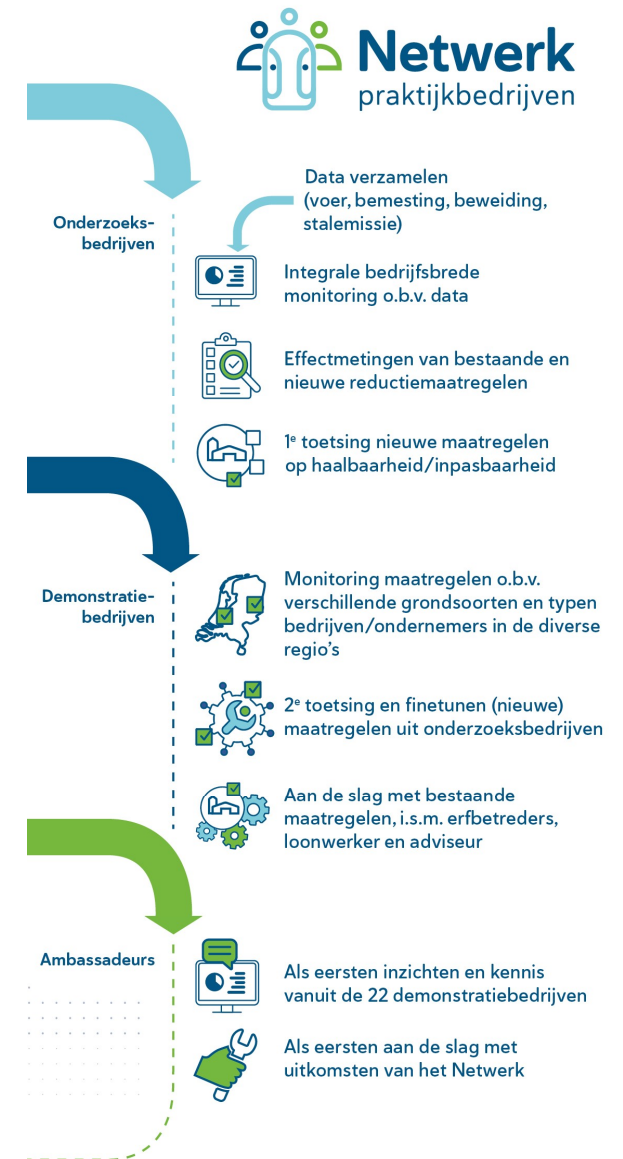 Netwerk
praktijkbedrijven
Data verzamelen
(voer, bemesting, beweiding,
stalemissie)
Onderzoeks-
bedrijven
Integrale bedrijfsbrede
monitoring o.b.v. data
Effectmetingen van bestaande en
nieuwe reductiemaatregelen
1e toetsing nieuwe maatregelen
op haalbaarheid/inpasbaarheid
Demonstratie-
bedrijven
Monitoring maatregelen o.b.v.
verschillende grondsoorten en typen
bedrijven/ondernemers in de diverse
regio's
2e toetsing en finetunen (nieuwe)
maatregelen uit onderzoeksbedrijven
Aan de slag met bestaande
maatregelen, i.s.m. erfbetreders,
loonwerker en adviseur
Ambassadeurs
Als eersten inzichten en kennis
vanuit de 22 demonstratiebedrijven
Als eersten aan de slag met
uitkomsten van het Netwerk